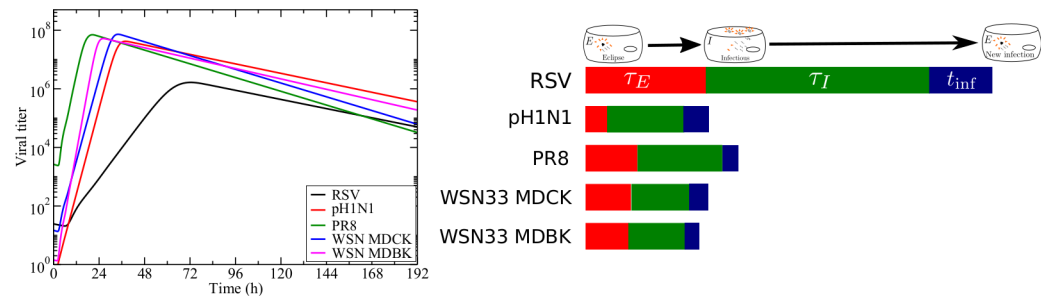 10^8
10^6
10^4
10^2
10^0
Viral titer
0 24 48 72 96 120 144 168 192
Time (h)
RSV
pH1N1
PR8
WSN MDCK
WSN MDBK
E
Eclipse
I
Infectious
E
New infection
RSV
τ_E
τ_I
t_inf
pH1N1
PR8
WSN33 MDCK
WSN33 MDBK